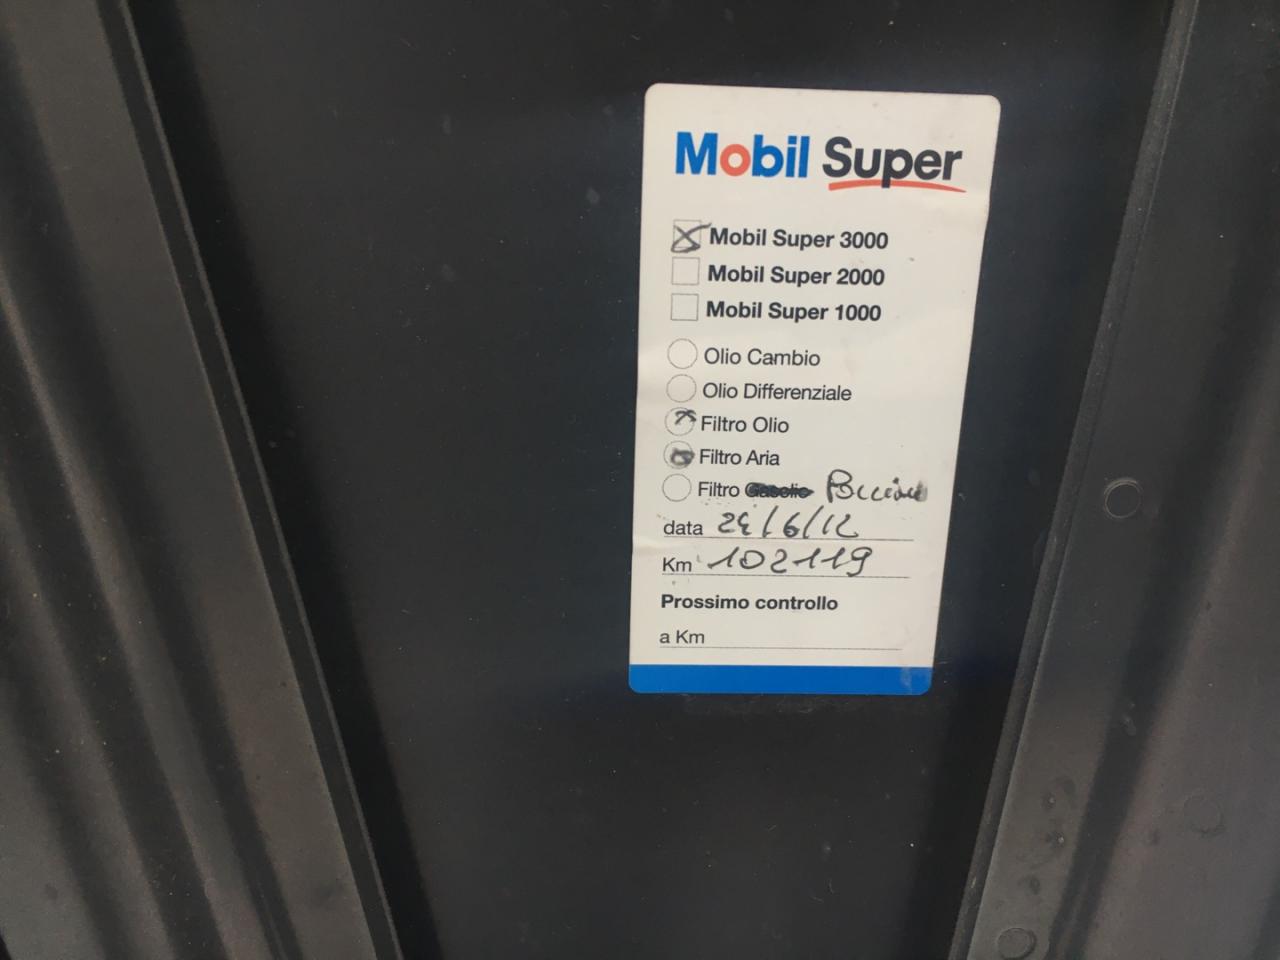 Mobil Super
Mobil Super 3000
Mobil Super 2000
Mobil Super 1000
Olio Cambio
Olio Differenziale
Filtro Olio
Filtro Aria
Filtro Gasolio
data /6/12
Km 102119
Prossimo controllo
a Km